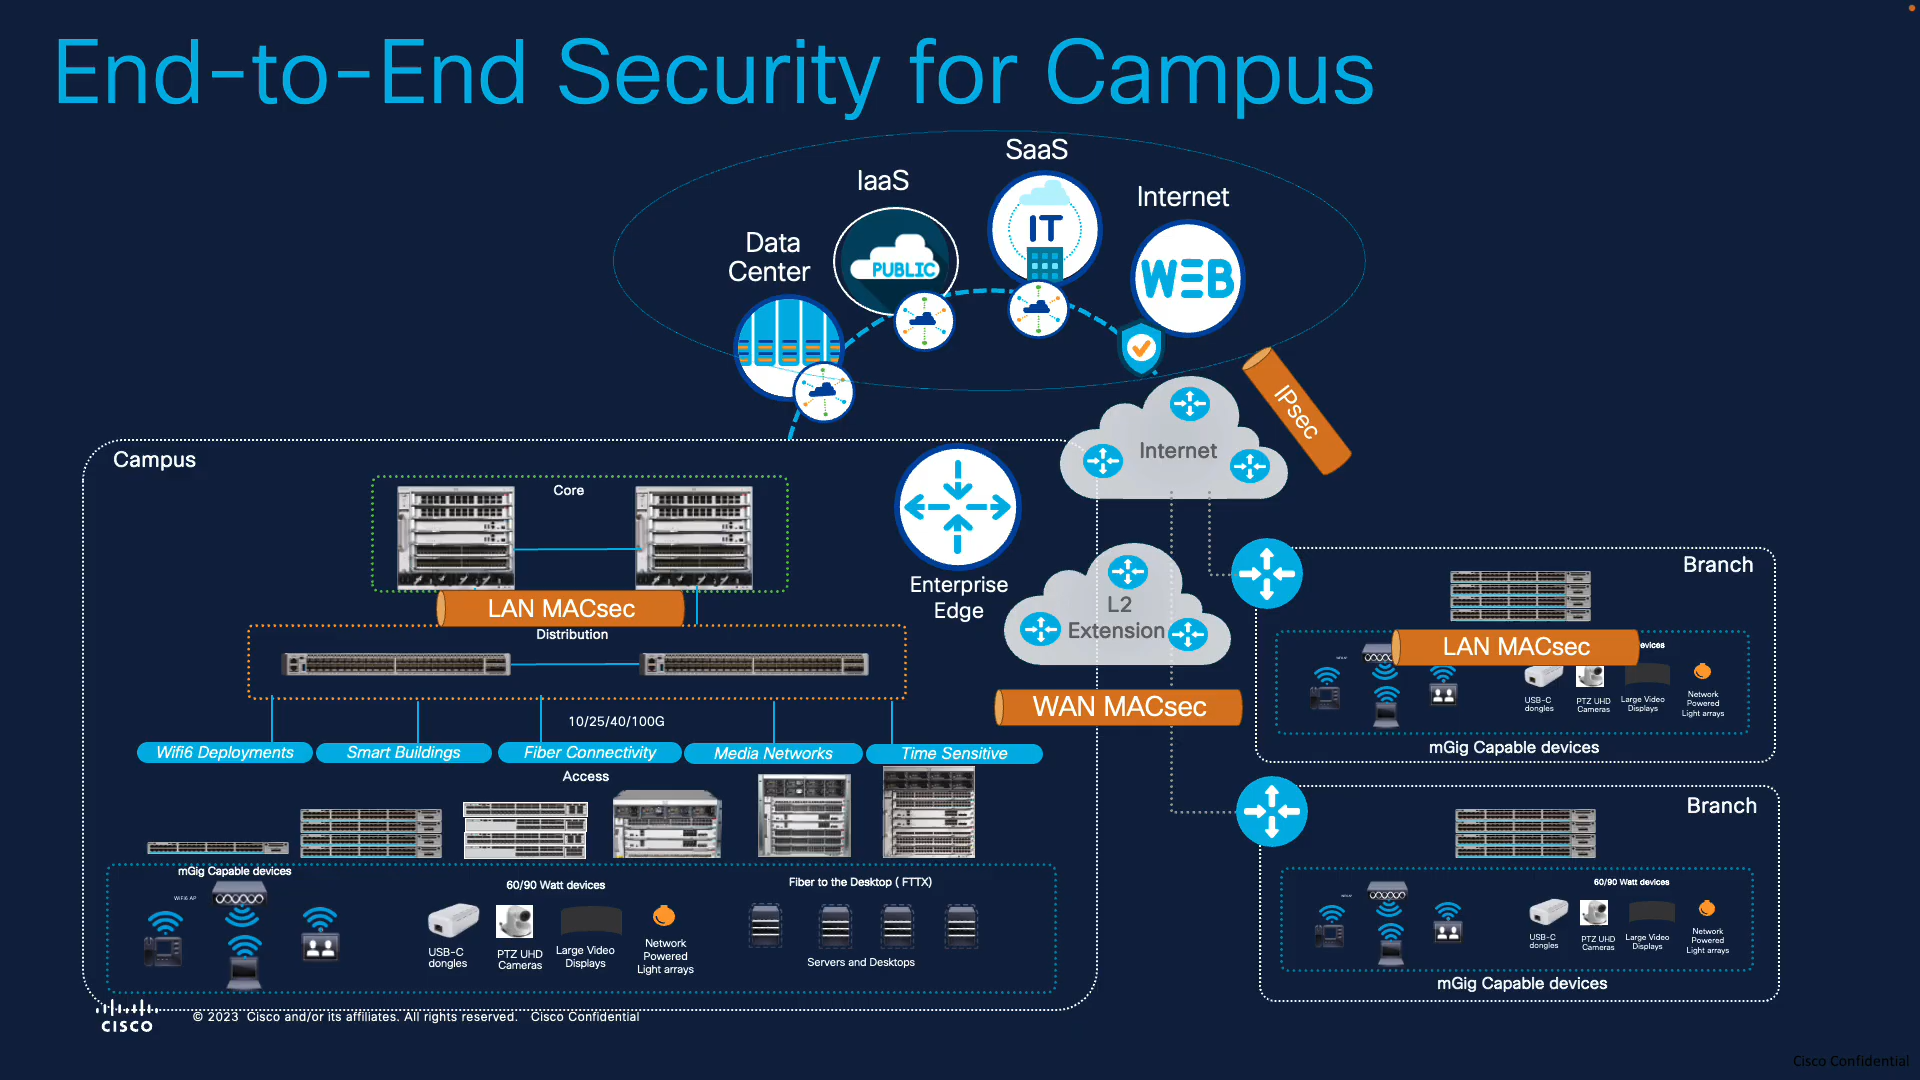 End-to-End Security for Campus
SaaS
IaaS
Internet
Data
Center
PUBLIC
IT
WEB
IPsec
Internet
Campus
Core
Enterprise
Edge
L2
Extension
LAN MACsec
Distribution
WAN MACsec
10/25/40/100G
Wifi6 Deployments
Smart Buildings
Fiber Connectivity
Media Networks
Time Sensitive
Access
mGig Capable devices
WiFi6 AP
60/90 Watt devices
USB-C
dongles
PTZ UHD
Cameras
Large Video
Displays
Network
Powered
Light arrays
Fiber to the Desktop ( FTTX)
Servers and Desktops
Branch
LAN MACsec
evices
USB-C
dongles
PTZ UHD
Cameras
Large Video
Displays
Network
Powered
Light arrays
mGig Capable devices
Branch
60/90 Watt devices
USB-C
dongles
PTZ UHD
Cameras
Large Video
Displays
Network
Powered
Light arrays
mGig Capable devices
CISCO
© 2023 Cisco and/or its affiliates. All rights reserved. Cisco Confidential
Cisco Confidential